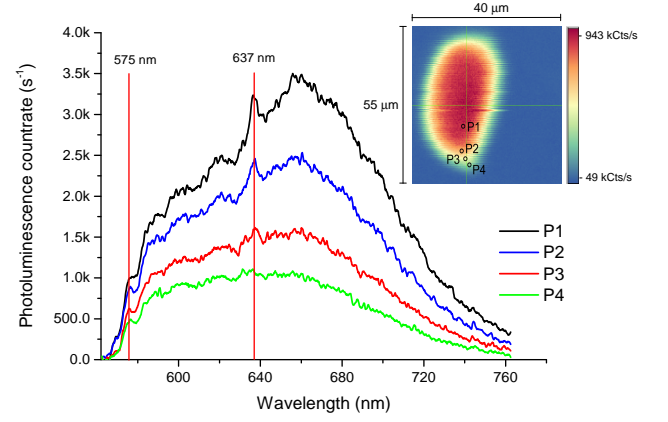 40 µm
4.0k
3.5k
3.0k
2.5k
2.0k
1.5k
1.0k
500.0
0.0
Photoluminescence countrate (s⁻¹)
575 nm
637 nm
55 µm
943 kCts/s
49 kCts/s
P1
P2
P3
P4
P1
P2
P3
P4
600
640
680
720
760
Wavelength (nm)